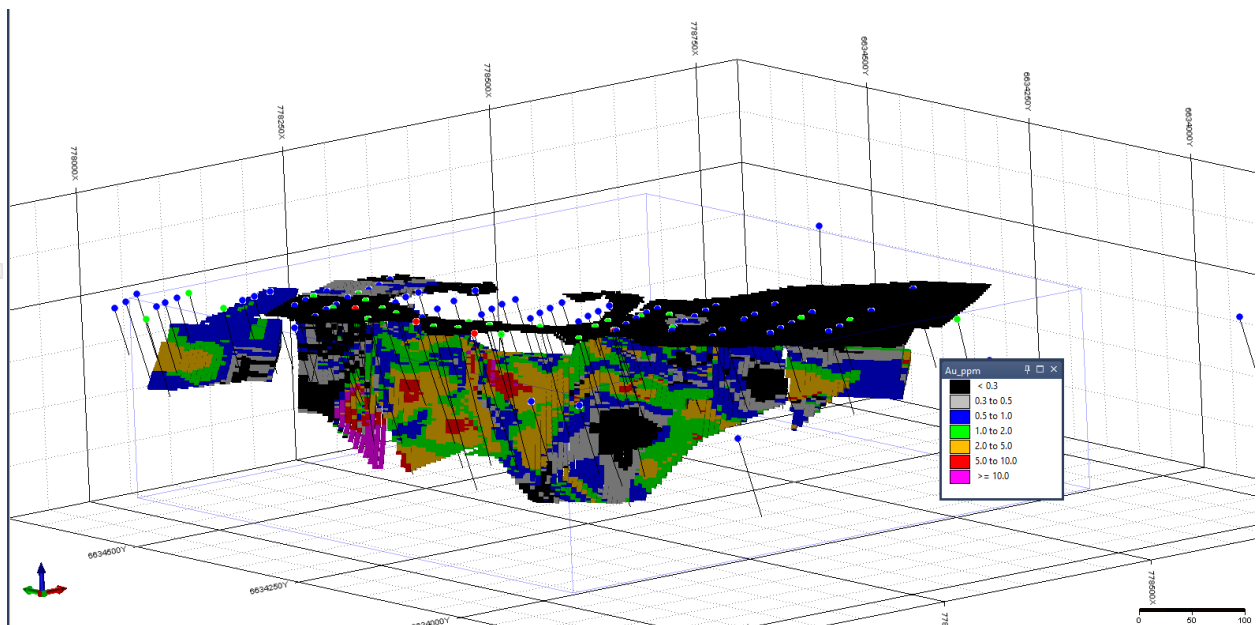 778000X
778250X
778500X
778750X
6634500Y
6634250Y
6634000Y
Au_ppm
< 0.3
0.3 to 0.5
0.5 to 1.0
1.0 to 2.0
2.0 to 5.0
5.0 to 10.0
>= 10.0
6634500Y
6634250Y
778500X
0 50 100